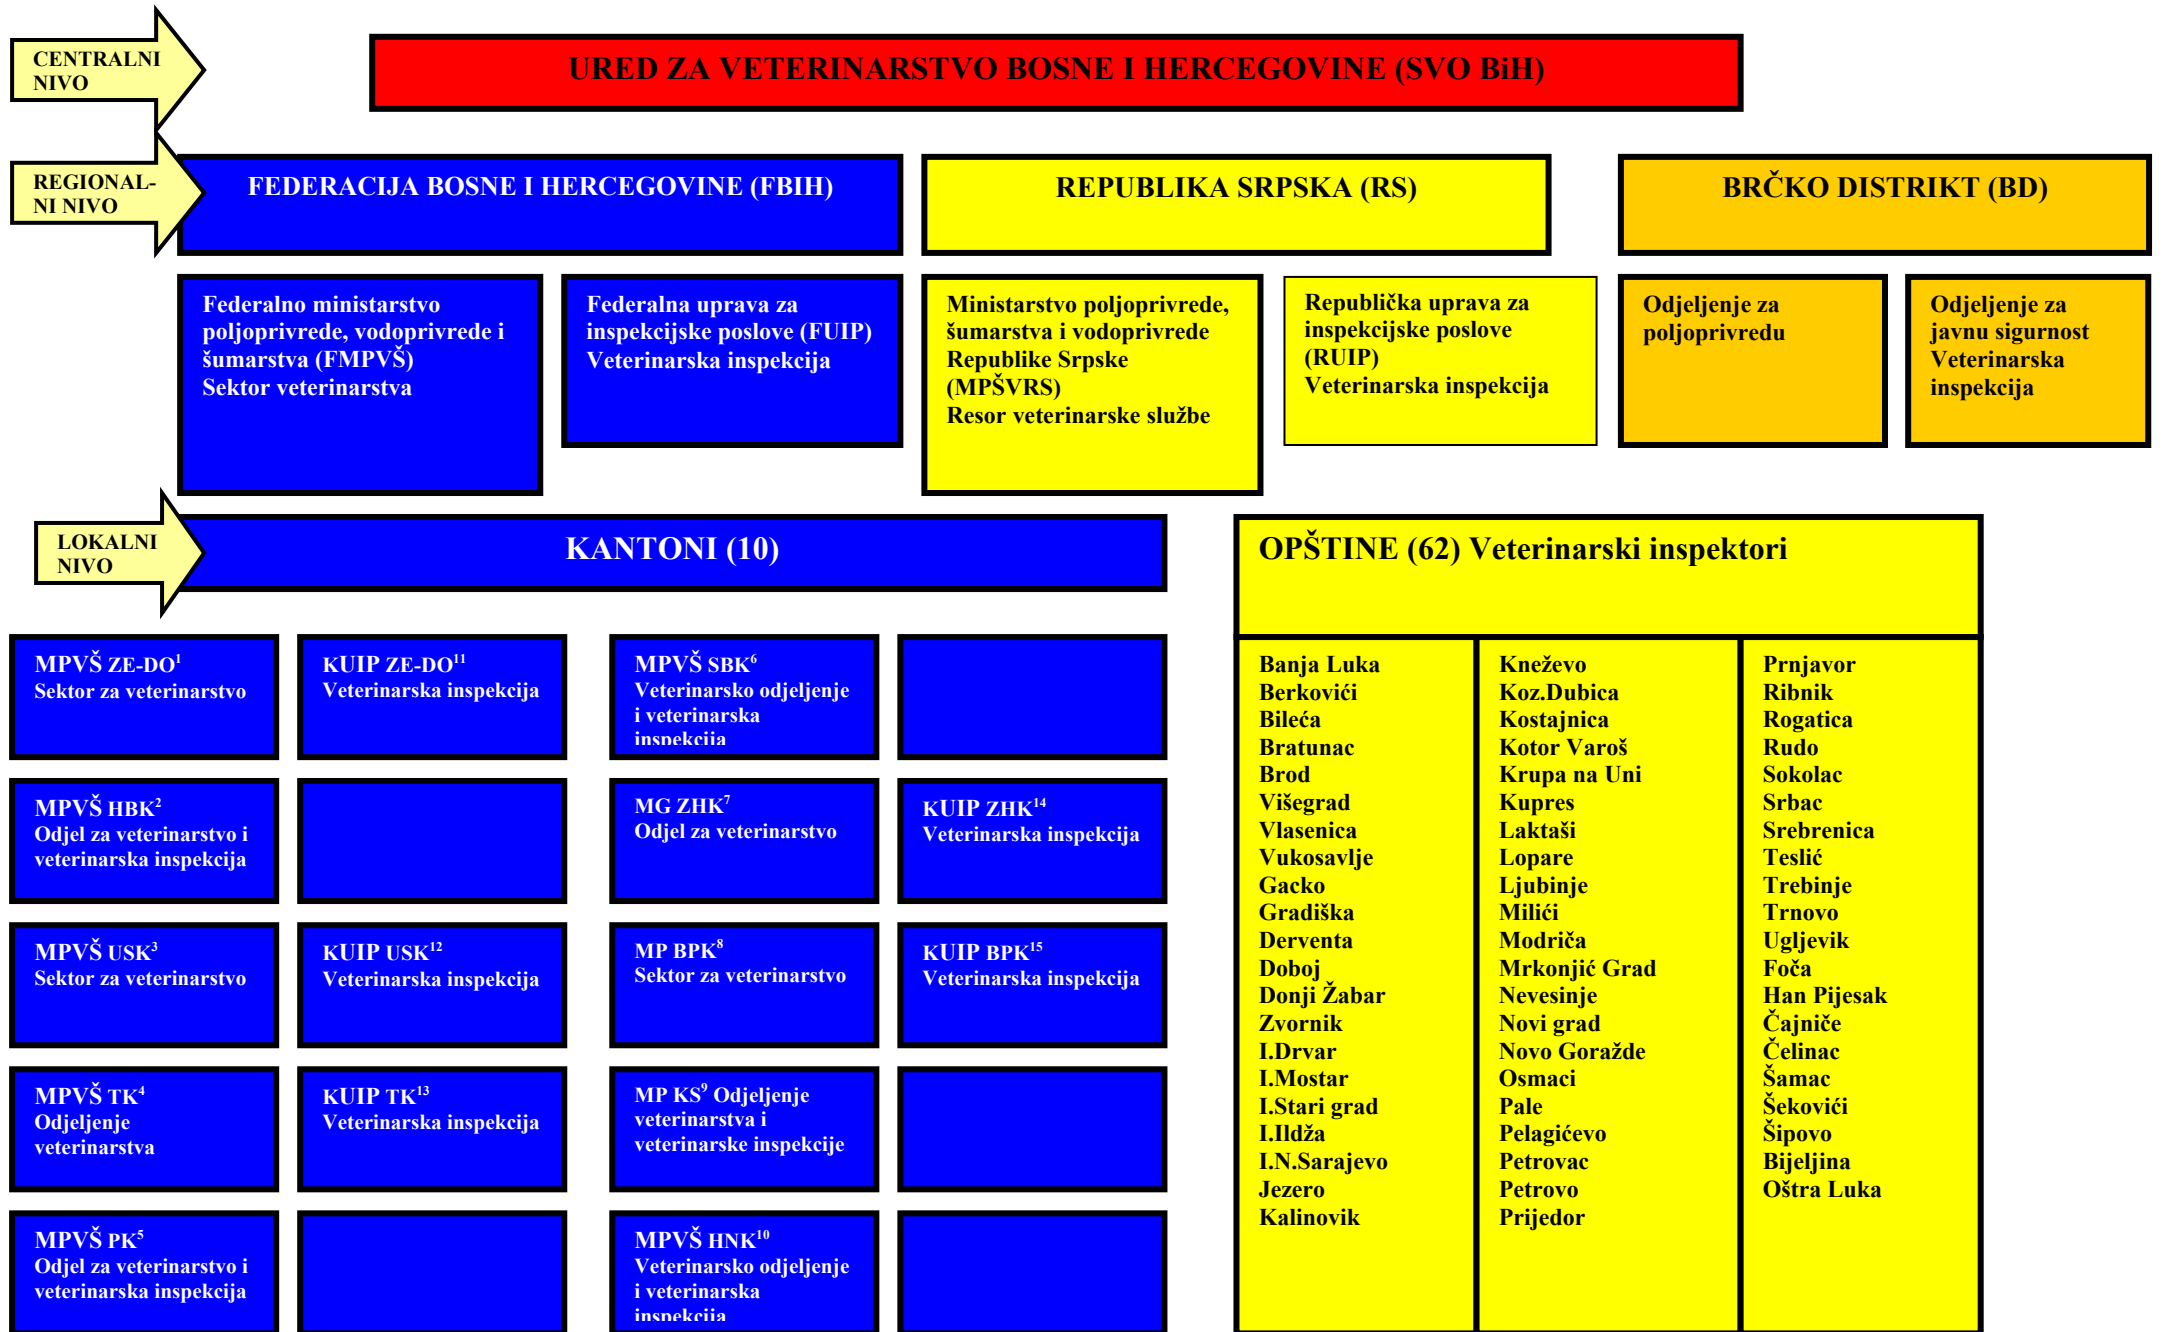 CENTRALNI
NIVO
URED ZA VETERINARSTVO BOSNE I HERCEGOVINE (SVO BiH)
REGIONAL-
NI NIVO
FEDERACIJA BOSNE I HERCEGOVINE (FBIH)
REPUBLIKA SRPSKA (RS)
BRČKO DISTRIKT (BD)
Federalno ministarstvo
poljoprivrede, vodoprivrede i
šumarstva (FMPVŠ)
Sektor veterinarstva
Federalna uprava za
inspekcijske poslove (FUIP)
Veterinarska inspekcija
Ministarstvo poljoprivrede,
šumarstva i vodoprivrede
Republike Srpske
(MPŠVRS)
Resor veterinarske službe
Republička uprava za
inspekcijske poslove
(RUIP)
Veterinarska inspekcija
Odjeljenje za
poljoprivredu
Odjeljenje za
javnu sigurnost
Veterinarska
inspekcija
LOKALNI
NIVO
KANTONI (10)
MPVŠ ZE-DO¹
Sektor za veterinarstvo
KUIP ZE-DO¹¹
Veterinarska inspekcija
MPVŠ SBK⁶
Veterinarsko odjeljenje
i veterinarska
inspekcija
MPVŠ HBK²
Odjel za veterinarstvo i
veterinarska inspekcija
MG ZHK⁷
Odjel za veterinarstvo
KUIP ZHK¹⁴
Veterinarska inspekcija
MPVŠ USK³
Sektor za veterinarstvo
KUIP USK¹²
Veterinarska inspekcija
MP BPK⁸
Sektor za veterinarstvo
KUIP BPK¹⁵
Veterinarska inspekcija
MPVŠ TK⁴
Odjeljenje
veterinarstva
KUIP TK¹³
Veterinarska inspekcija
MP KS⁹ Odjeljenje
veterinarstva i
veterinarske inspekcije
MPVŠ PK⁵
Odjel za veterinarstvo i
veterinarska inspekcija
MPVŠ HNK¹⁰
Veterinarsko odjeljenje
i veterinarska
inspekcija
OPŠTINE (62) Veterinarski inspektori
Banja Luka
Berkovići
Bileća
Bratunac
Brod
Višegrad
Vlasenica
Vukosavlje
Gacko
Gradiška
Derventa
Doboj
Donji Žabar
Zvornik
I.Drvar
I.Mostar
I.Stari grad
I.Ildža
I.N.Sarajevo
Jezero
Kalinovik
Kneževo
Koz.Dubica
Kostajnica
Kotor Varoš
Krupa na Uni
Kupres
Laktaši
Lopare
Ljubinje
Milići
Modriča
Mrkonjić Grad
Nevesinje
Novi grad
Novo Goražde
Osmaci
Pale
Pelagićevo
Petrovac
Petrovo
Prijedor
Prnjavor
Ribnik
Rogatica
Rudo
Sokolac
Srbac
Srebrenica
Teslić
Trebinje
Trnovo
Ugljevik
Foča
Han Pijesak
Čajniče
Čelinac
Šamac
Šekovići
Šipovo
Bijeljina
Oštra Luka